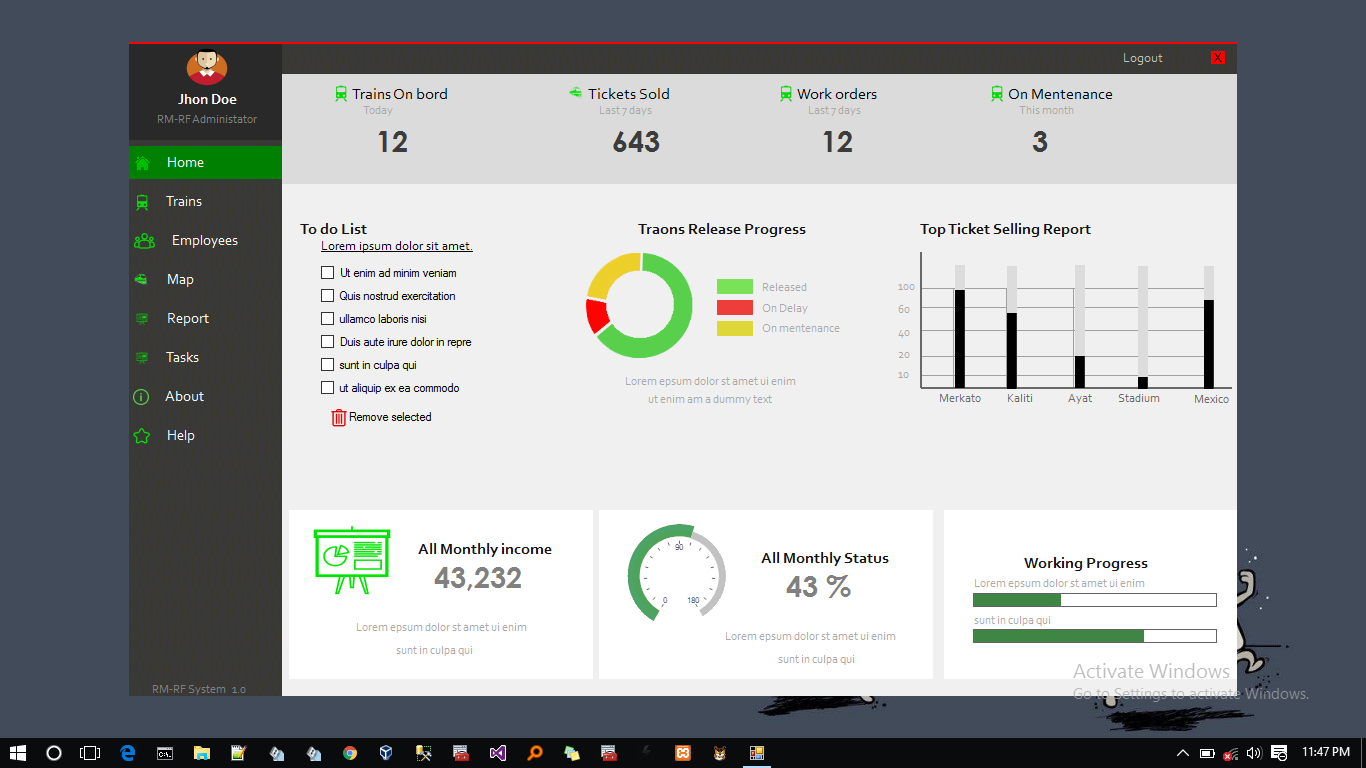 Logout
X
Jhon Doe
RM-RF Administator
Home
Trains
Employees
Map
Report
Tasks
About
Help
RM-RF System 1.0
Trains On bord
Today
12
Tickets Sold
Last 7 days
643
Work orders
Last 7 days
12
On Mentenance
This month
3
To do List
Lorem ipsum dolor sit amet.
Ut enim ad minim veniam
Quis nostrud exercitation
ullamco laboris nisi
Duis aute irure dolor in repre
sunt in culpa qui
ut aliquip ex ea commodo
Remove selected
Traons Release Progress
Released
On Delay
On mentenance
Lorem epsum dolor st amet ui enim
ut enim am a dummy text
Top Ticket Selling Report
100
60
40
20
10
Merkato Kaliti Ayat Stadium Mexico
All Monthly income
43,232
Lorem epsum dolor st amet ui enim
sunt in culpa qui
90
0 180
All Monthly Status
43 %
Lorem epsum dolor st amet ui enim
sunt in culpa qui
Working Progress
Lorem epsum dolor st amet ui enim
sunt in culpa qui
Activate Windows
Go to Settings to activate Windows.
11:47 PM